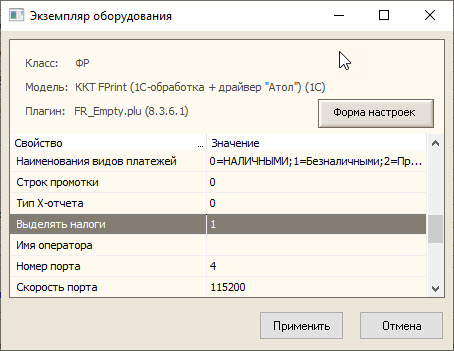 Экземпляр оборудования
Класс: ФР
Модель: ККТ FPrint (1С-обработка + драйвер "Атол") (1С)
Плагин: FR_Empty.plu (8.3.6.1)
Форма настроек
Свойство ... Значение
Наименования видов платежей 0=НАЛИЧНЫМИ;1=Безналичными;2=Пр...
Строк промотки 0
Тип X-отчета 0
Выделять налоги 1
Имя оператора
Номер порта 4
Скорость порта 115200
Применить Отмена